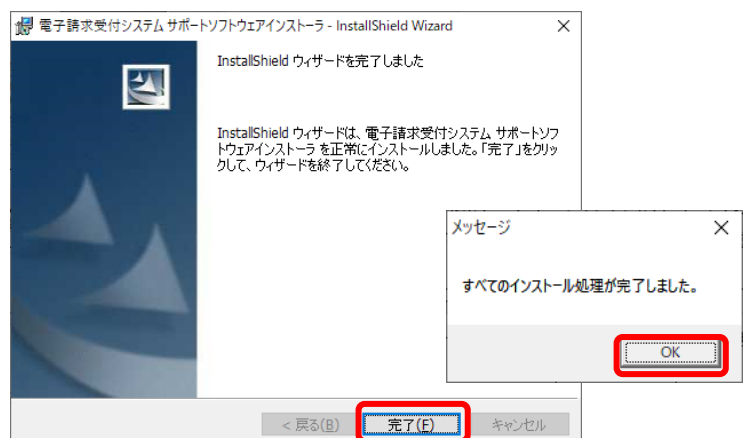 電子請求受付システム サポートソフトウェアインストーラ - InstallShield Wizard
InstallShield ウィザードを完了しました
InstallShield ウィザードは、電子請求受付システム サポートソフ
トウェアインストーラ を正常にインストールしました。「完了」をクリッ
クして、ウィザードを終了してください。
メッセージ
すべてのインストール処理が完了しました。
OK
< 戻る(B)
完了(F)
キャンセル